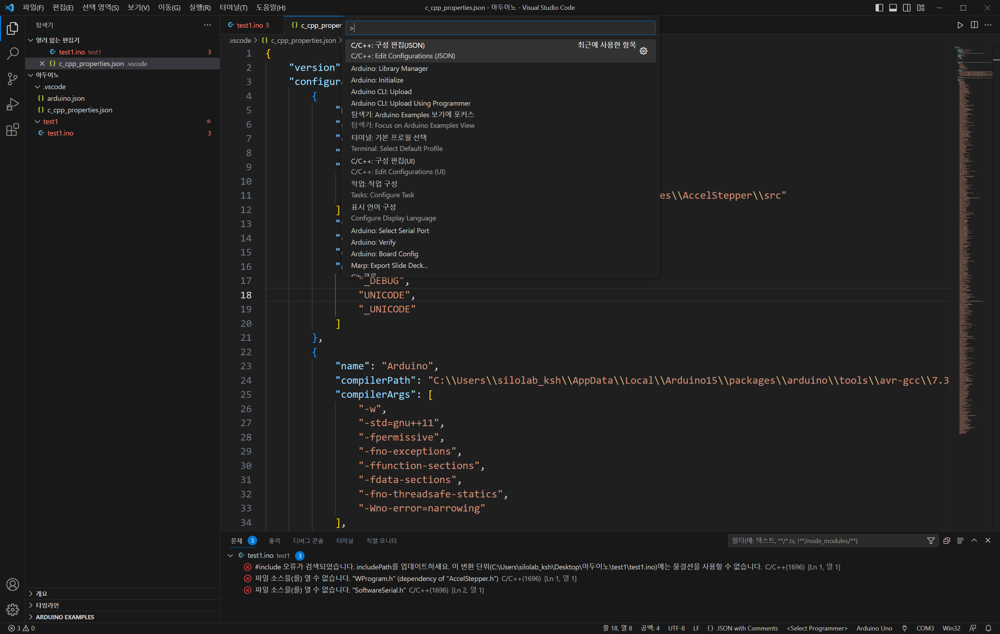 파일(F) 편집(E) 선택 영역(S) 보기(V) 이동(G) 실행(R) 터미널(T) 도움말(H)
c_cpp_properties.json - 아두이노 - Visual Studio Code
탐색기
열려 있는 편집기
test1.ino test1 3
c_cpp_properties.json .vscode
아두이노
.vscode
arduino.json
c_cpp_properties.json
test1
test1.ino 3
개요
타임라인
ARDUINO EXAMPLES
test1.ino 3
c_cpp_proper
.vscode > c_cpp_properties.json >
>
C/C++: 구성 편집(JSON) 최근에 사용한 항목
C/C++: Edit Configurations (JSON)
Arduino: Library Manager
Arduino: Initialize
Arduino CLI: Upload
Arduino CLI: Upload Using Programmer
탐색기: Arduino Examples 보기에 포커스
탐색기: Focus on Arduino Examples View
터미널: 기본 프로필 선택
Terminal: Select Default Profile
C/C++: 구성 편집(UI)
C/C++: Edit Configurations (UI)
작업: 작업 구성
Tasks: Configure Task
표시 언어 구성
Configure Display Language
Arduino: Select Serial Port
Arduino: Verify
Arduino: Board Config
Marp: Export Slide Deck...
Git: 클론
1 {
2 "version"
3 "configura
4 {
5 "
6 "
7 "
8 "
9 "
10
11 es\\AccelStepper\\src"
12 ]
13 "
14 "
15 "
16 "
17 "_DEBUG",
18 "UNICODE",
19 "_UNICODE"
20 ]
21 },
22 {
23 "name": "Arduino",
24 "compilerPath": "C:\\Users\\silolab_ksh\\AppData\\Local\\Arduino15\\packages\\arduino\\tools\\avr-gcc\\7.3
25 "compilerArgs": [
26 "-w",
27 "-std=gnu++11",
28 "-fpermissive",
29 "-fno-exceptions",
30 "-ffunction-sections",
31 "-fdata-sections",
32 "-fno-threadsafe-statics",
33 "-Wno-error=narrowing"
34 ],
문제 3 출력 디버그 콘솔 터미널 직렬 모니터
필터(예: 텍스트, **/*.ts, !**/node_modules/**)
test1.ino test1 3
#include 오류가 검색되었습니다. includePath를 업데이트하세요. 이 변환 단위(C:\Users\silolab_ksh\Desktop\아두이노\test1\test1.ino)에는 물결선을 사용할 수 없습니다. C/C++(1696) [Ln 1, 열 1]
파일 소스을(를) 열 수 없습니다. "WProgram.h" (dependency of "AccelStepper.h") C/C++(1696) [Ln 1, 열 1]
파일 소스을(를) 열 수 없습니다. "SoftwareSerial.h" C/C++(1696) [Ln 2, 열 1]
3 0
줄 18, 열 8 공백: 4 UTF-8 LF {} JSON with Comments <Select Programmer> Arduino Uno COM3 Win32